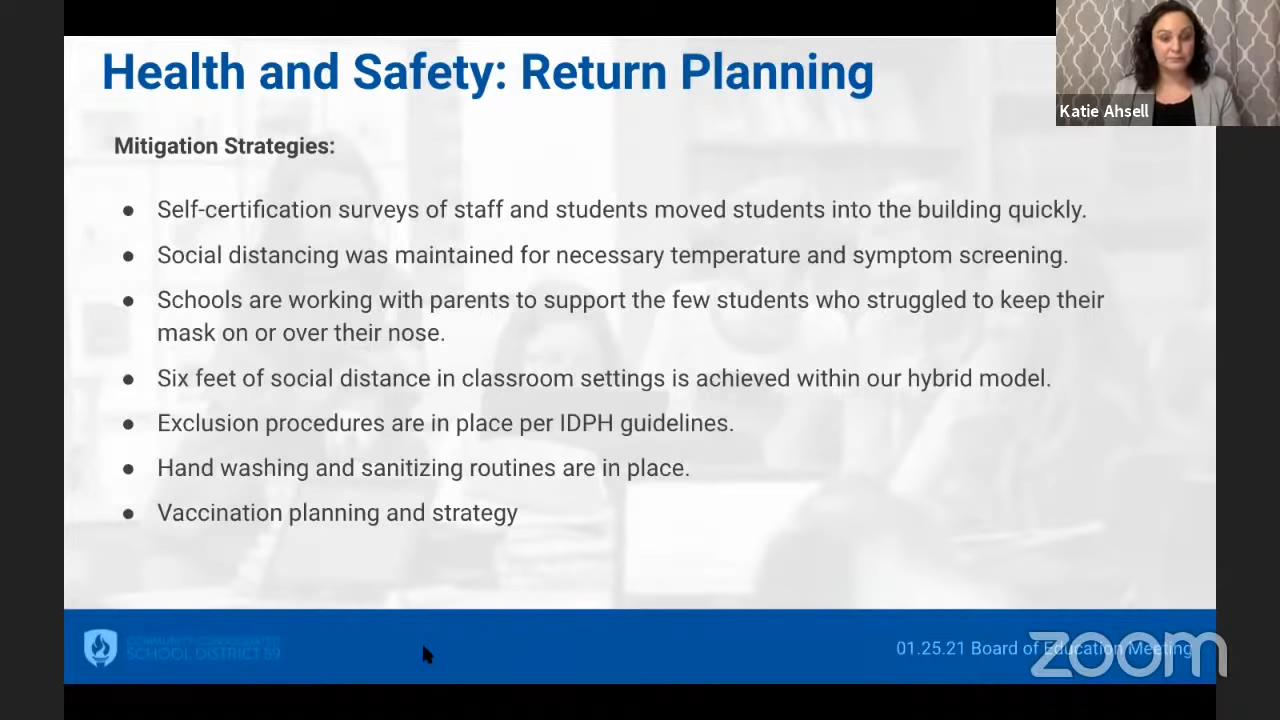 Health and Safety: Return Planning
Katie Ahsell
Mitigation Strategies:
● Self-certification surveys of staff and students moved students into the building quickly.
● Social distancing was maintained for necessary temperature and symptom screening.
● Schools are working with parents to support the few students who struggled to keep their
mask on or over their nose.
● Six feet of social distance in classroom settings is achieved within our hybrid model.
● Exclusion procedures are in place per IDPH guidelines.
● Hand washing and sanitizing routines are in place.
● Vaccination planning and strategy
COMMUNITY CONSOLIDATED
SCHOOL DISTRICT 59
01.25.21 Board of Education Meeting
zoom